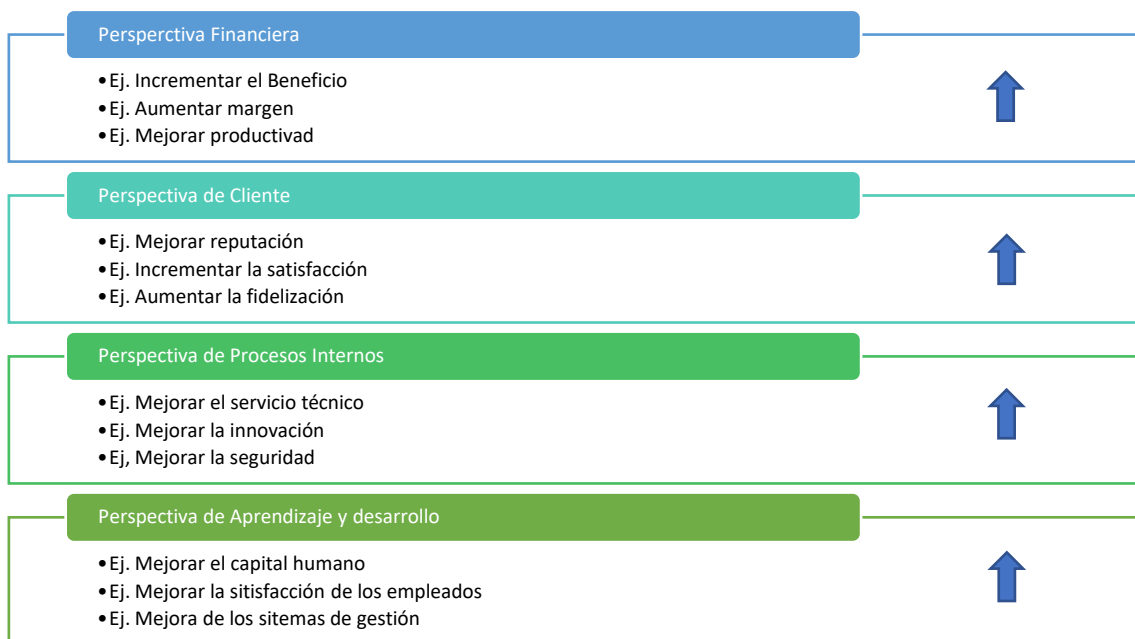 Persperctiva Financiera
•Ej. Incrementar el Beneficio
•Ej. Aumentar margen
•Ej. Mejorar productivad
Perspectiva de Cliente
•Ej. Mejorar reputación
•Ej. Incrementar la satisfacción
•Ej. Aumentar la fidelización
Perspectiva de Procesos Internos
•Ej. Mejorar el servicio técnico
•Ej. Mejorar la innovación
•Ej, Mejorar la seguridad
Perspectiva de Aprendizaje y desarrollo
•Ej. Mejorar el capital humano
•Ej. Mejorar la sitisfacción de los empleados
•Ej. Mejora de los sitemas de gestión